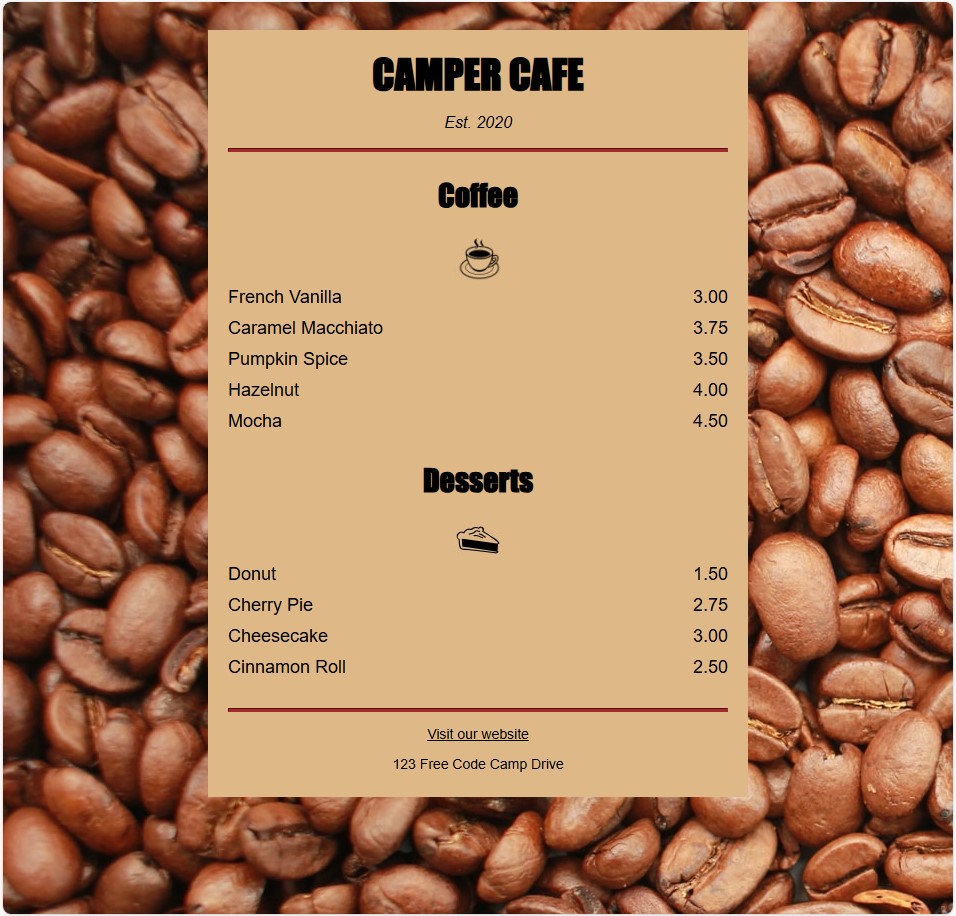 CAMPER CAFE
Est. 2020
Coffee
French Vanilla 3.00
Caramel Macchiato 3.75
Pumpkin Spice 3.50
Hazelnut 4.00
Mocha 4.50
Desserts
Donut 1.50
Cherry Pie 2.75
Cheesecake 3.00
Cinnamon Roll 2.50
Visit our website
123 Free Code Camp Drive